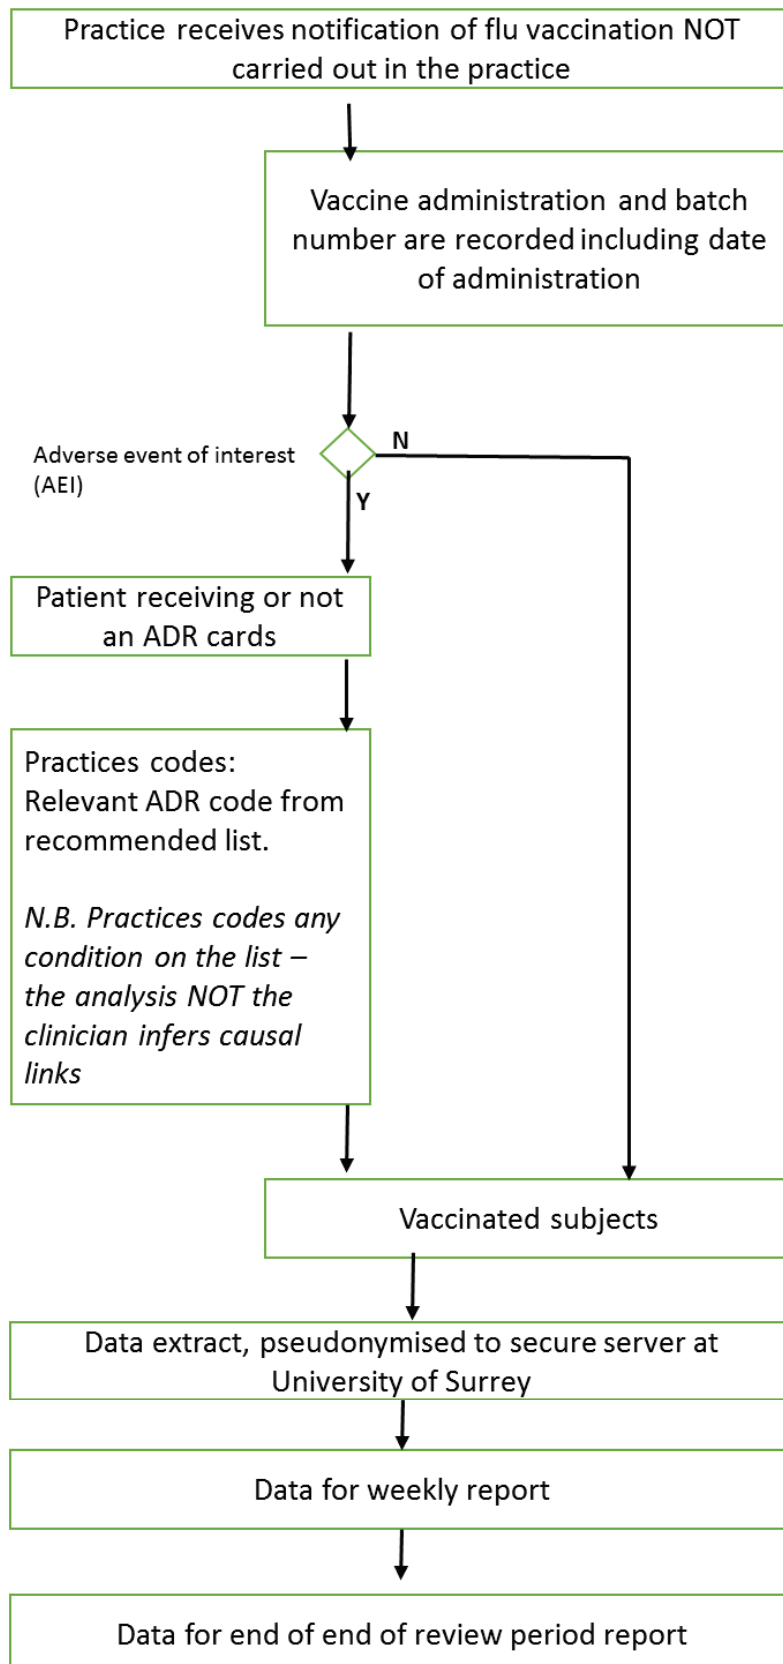 Practice receives notification of flu vaccination NOT
carried out in the practice
Vaccine administration and batch
number are recorded including date
of administration
Adverse event of interest
(AEI)
N
Y
Patient receiving or not
an ADR cards
Practices codes:
Relevant ADR code from
recommended list.
N.B. Practices codes any
condition on the list –
the analysis NOT the
clinician infers causal
links
Vaccinated subjects
Data extract, pseudonymised to secure server at
University of Surrey
Data for weekly report
Data for end of end of review period report